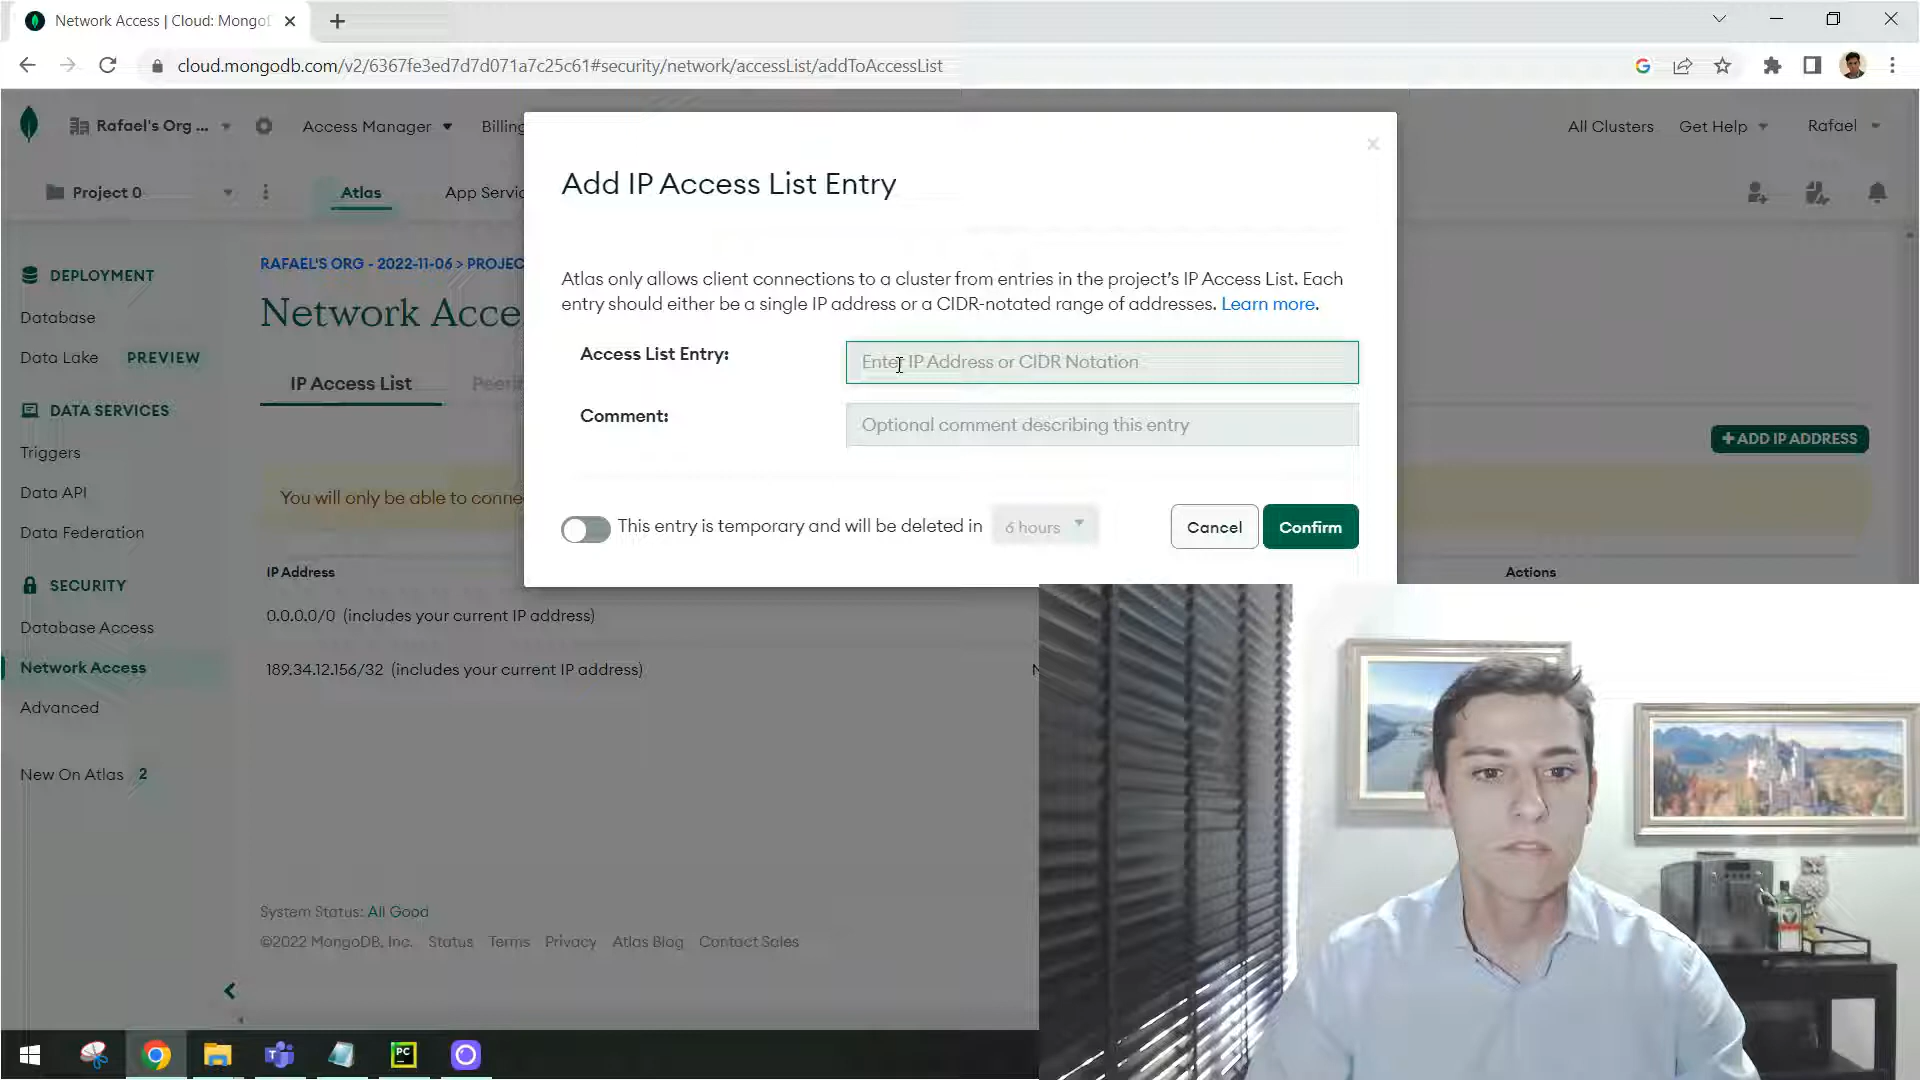 Network Access | Cloud: Mongo
cloud.mongodb.com/v2/6367fe3ed7d7d071a7c25c61#security/network/accessList/addToAccessList
Rafael's Org ...
Access Manager
Billing
All Clusters
Get Help
Rafael
Project 0
Atlas
App Servic
Add IP Access List Entry
Atlas only allows client connections to a cluster from entries in the project's IP Access List. Each
entry should either be a single IP address or a CIDR-notated range of addresses. Learn more.
Access List Entry:
Enter IP Address or CIDR Notation
Comment:
Optional comment describing this entry
This entry is temporary and will be deleted in
6 hours
Cancel
Confirm
DEPLOYMENT
Database
Data Lake
PREVIEW
DATA SERVICES
Triggers
Data API
Data Federation
SECURITY
Database Access
Network Access
Advanced
New On Atlas 2
RAFAEL'S ORG - 2022-11-06 > PROJEC
Network Acce
IP Access List
Peeri
+ ADD IP ADDRESS
You will only be able to conne
IP Address
Actions
0.0.0.0/0 (includes your current IP address)
189.34.12.156/32 (includes your current IP address)
System Status: All Good
©2022 MongoDB, Inc. Status Terms Privacy Atlas Blog Contact Sales
PC